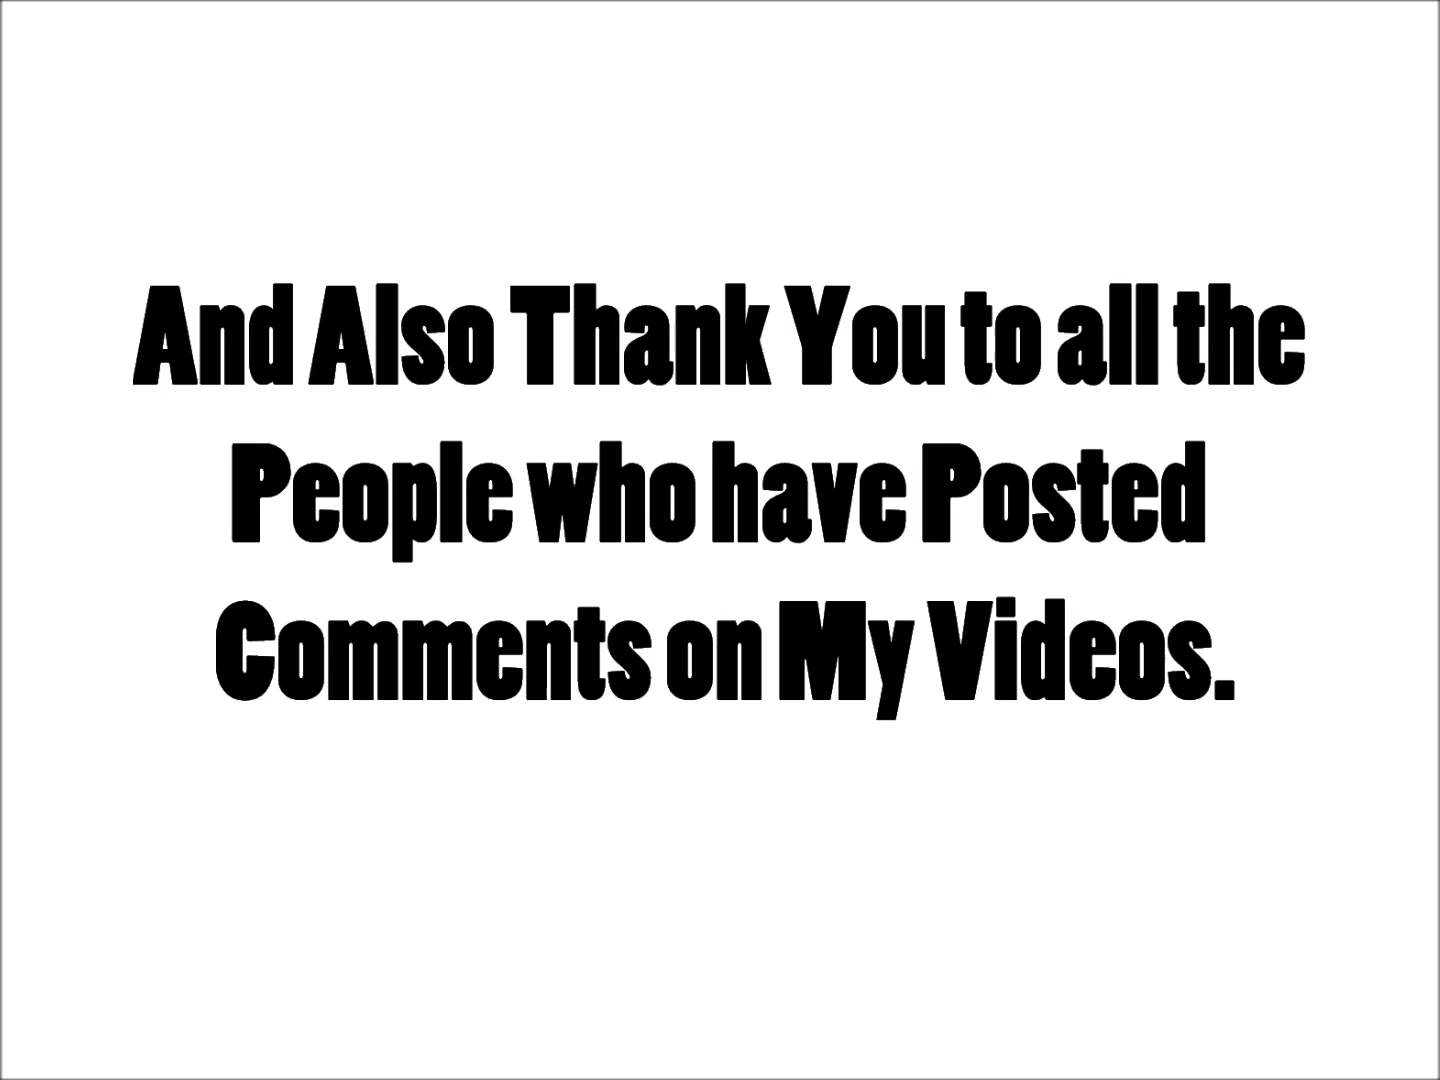 And Also Thank You to all the
People who have Posted
Comments on My Videos.